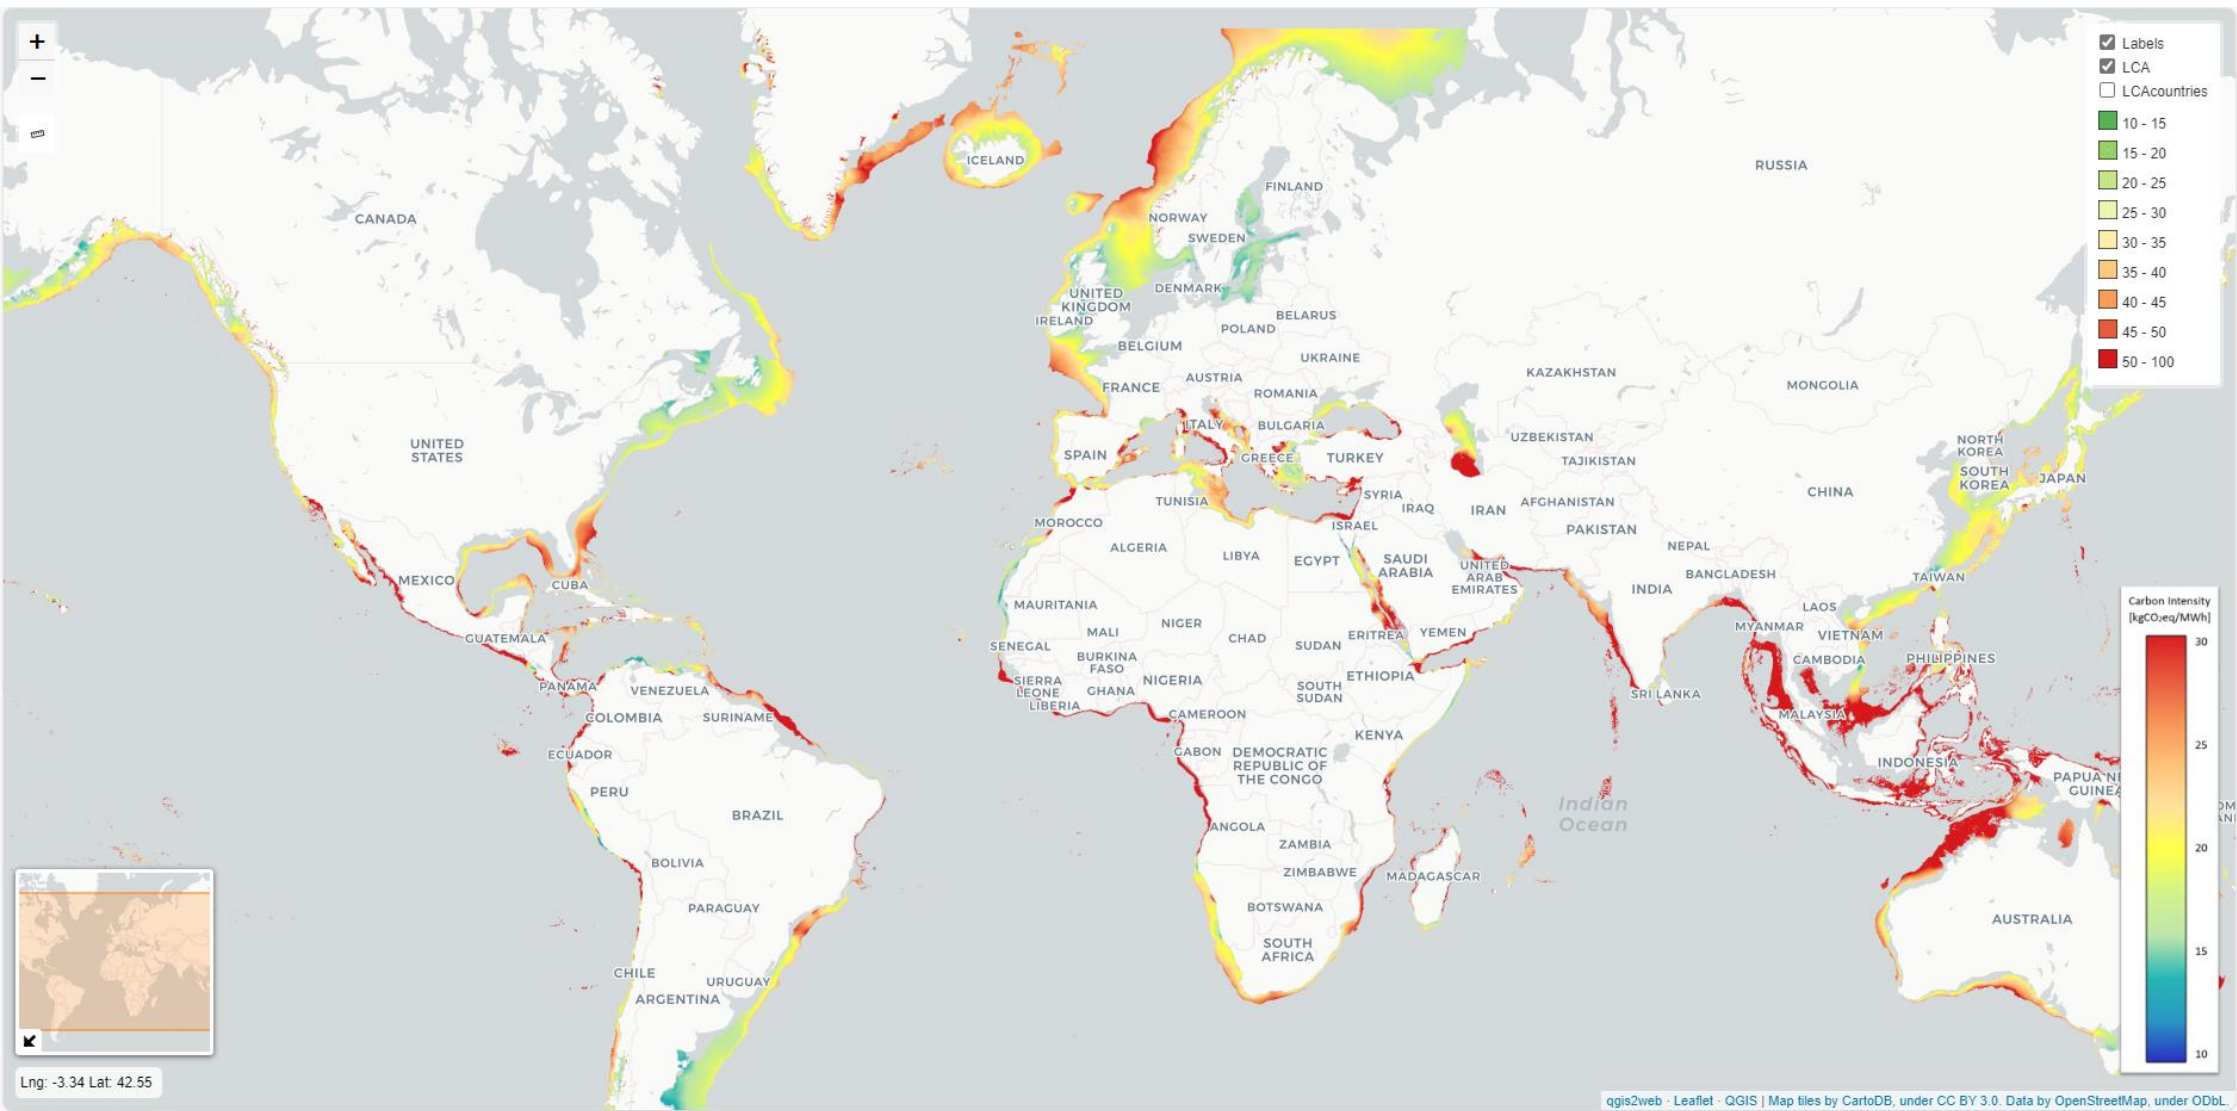 +
−
Labels
LCA
LCAcountries
10 - 15
15 - 20
20 - 25
25 - 30
30 - 35
35 - 40
40 - 45
45 - 50
50 - 100
ICELAND
RUSSIA
FINLAND
CANADA
NORWAY
SWEDEN
DENMARK
UNITED
KINGDOM
IRELAND
BELARUS
POLAND
BELGIUM
UKRAINE
KAZAKHSTAN
AUSTRIA
FRANCE
ROMANIA
MONGOLIA
ITALY
BULGARIA
UZBEKISTAN
NORTH
KOREA
UNITED
STATES
SPAIN
GREECE
TURKEY
TAJIKISTAN
SOUTH
KOREA
JAPAN
CHINA
SYRIA
TUNISIA
IRAQ
IRAN
AFGHANISTAN
MOROCCO
ISRAEL
PAKISTAN
ALGERIA
LIBYA
EGYPT
SAUDI
ARABIA
NEPAL
UNITED
ARAB
EMIRATES
BANGLADESH
TAIWAN
MEXICO
CUBA
INDIA
MAURITANIA
LAOS
GUATEMALA
MALI
NIGER
CHAD
SUDAN
ERITREA
YEMEN
MYANMAR
VIETNAM
SENEGAL
BURKINA
FASO
CAMBODIA
PHILIPPINES
PANAMA
VENEZUELA
SIERRA
LEONE
GHANA
NIGERIA
SOUTH
SUDAN
ETHIOPIA
SRI LANKA
LIBERIA
COLOMBIA
SURINAME
CAMEROON
MALAYSIA
ECUADOR
GABON
DEMOCRATIC
REPUBLIC OF
THE CONGO
KENYA
INDONESIA
PERU
PAPUA NE
GUINEA
BRAZIL
Indian
Ocean
ANGOLA
ZAMBIA
BOLIVIA
ZIMBABWE
MADAGASCAR
PARAGUAY
BOTSWANA
AUSTRALIA
SOUTH
AFRICA
CHILE
URUGUAY
ARGENTINA
Carbon Intensity
[kgCO₂eq/MWh]
30
25
20
15
10
Lng: -3.34 Lat: 42.55
qgis2web · Leaflet · QGIS | Map tiles by CartoDB, under CC BY 3.0. Data by OpenStreetMap, under ODbL.